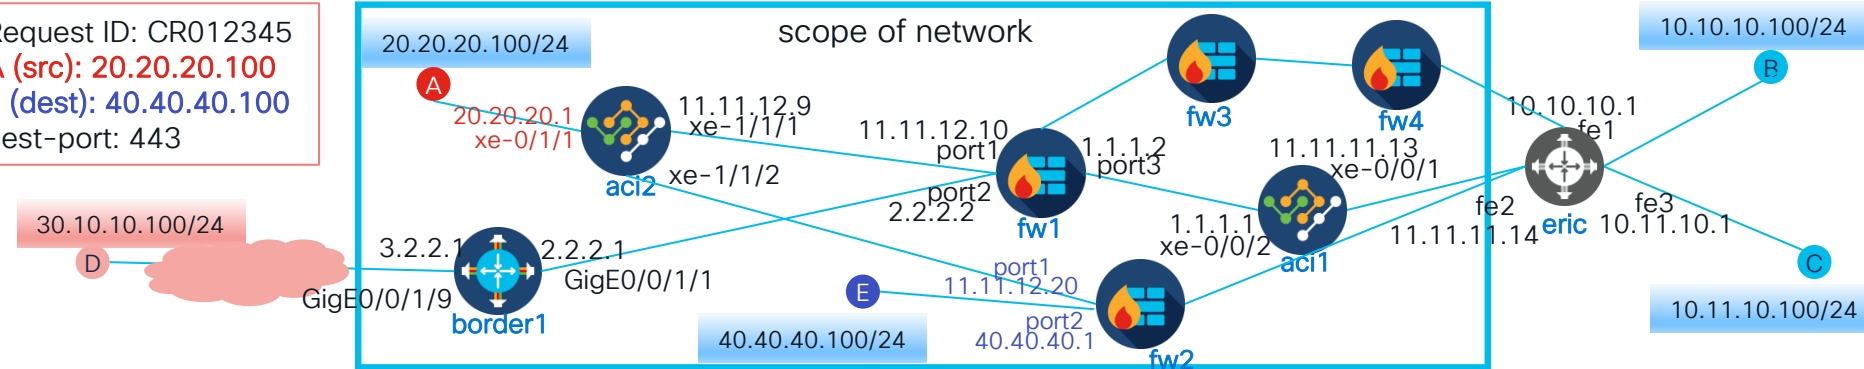 equest ID: CR012345
(src): 20.20.20.100
(dest): 40.40.40.100
est-port: 443
scope of network
20.20.20.100/24
A
20.20.20.1
xe-0/1/1
aci2
11.11.12.9
xe-1/1/1
xe-1/1/2
11.11.12.10
port1
port2
2.2.2.2
fw1
1.1.1.2
port3
fw3
fw4
11.11.11.13
xe-0/0/1
1.1.1.1
xe-0/0/2
aci1
10.10.10.1
fe1
fe2
11.11.11.14
eric
fe3
10.11.10.1
10.10.10.100/24
B
C
10.11.10.100/24
30.10.10.100/24
D
3.2.2.1
GigE0/0/1/9
2.2.2.1
GigE0/0/1/1
border1
E
40.40.40.100/24
port1
11.11.12.20
port2
40.40.40.1
fw2